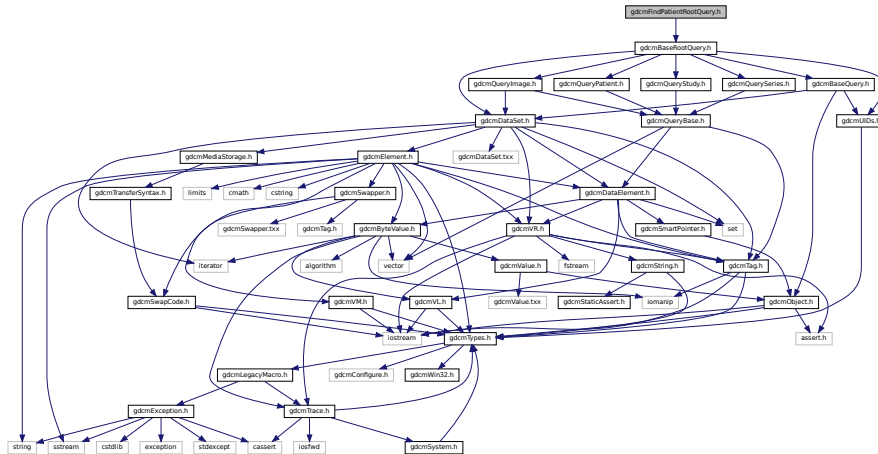 gdcmFindPatientRootQuery.h
gdcmBaseRootQuery.h
gdcmQueryImage.h gdcmQueryPatient.h gdcmQueryStudy.h gdcmQuerySeries.h gdcmBaseQuery.h
gdcmDataSet.h gdcmQueryBase.h gdcmUIDs.h
gdcmMediaStorage.h gdcmElement.h gdcmDataSet.txx
gdcmTransferSyntax.h limits cmath cstring gdcmSwapper.h gdcmDataElement.h
gdcmSwapper.txx gdcmTag.h gdcmByteValue.h gdcmVR.h gdcmSmartPointer.h set
iterator algorithm vector gdcmValue.h fstream gdcmString.h gdcmTag.h
gdcmSwapCode.h gdcmVM.h gdcmVL.h gdcmValue.txx gdcmStaticAssert.h iomanip gdcmObject.h
iostream gdcmTypes.h assert.h
gdcmLegacyMacro.h gdcmConfigure.h gdcmWin32.h
gdcmException.h gdcmTrace.h
string sstream cstdlib exception stdexcept cassert iosfwd gdcmSystem.h